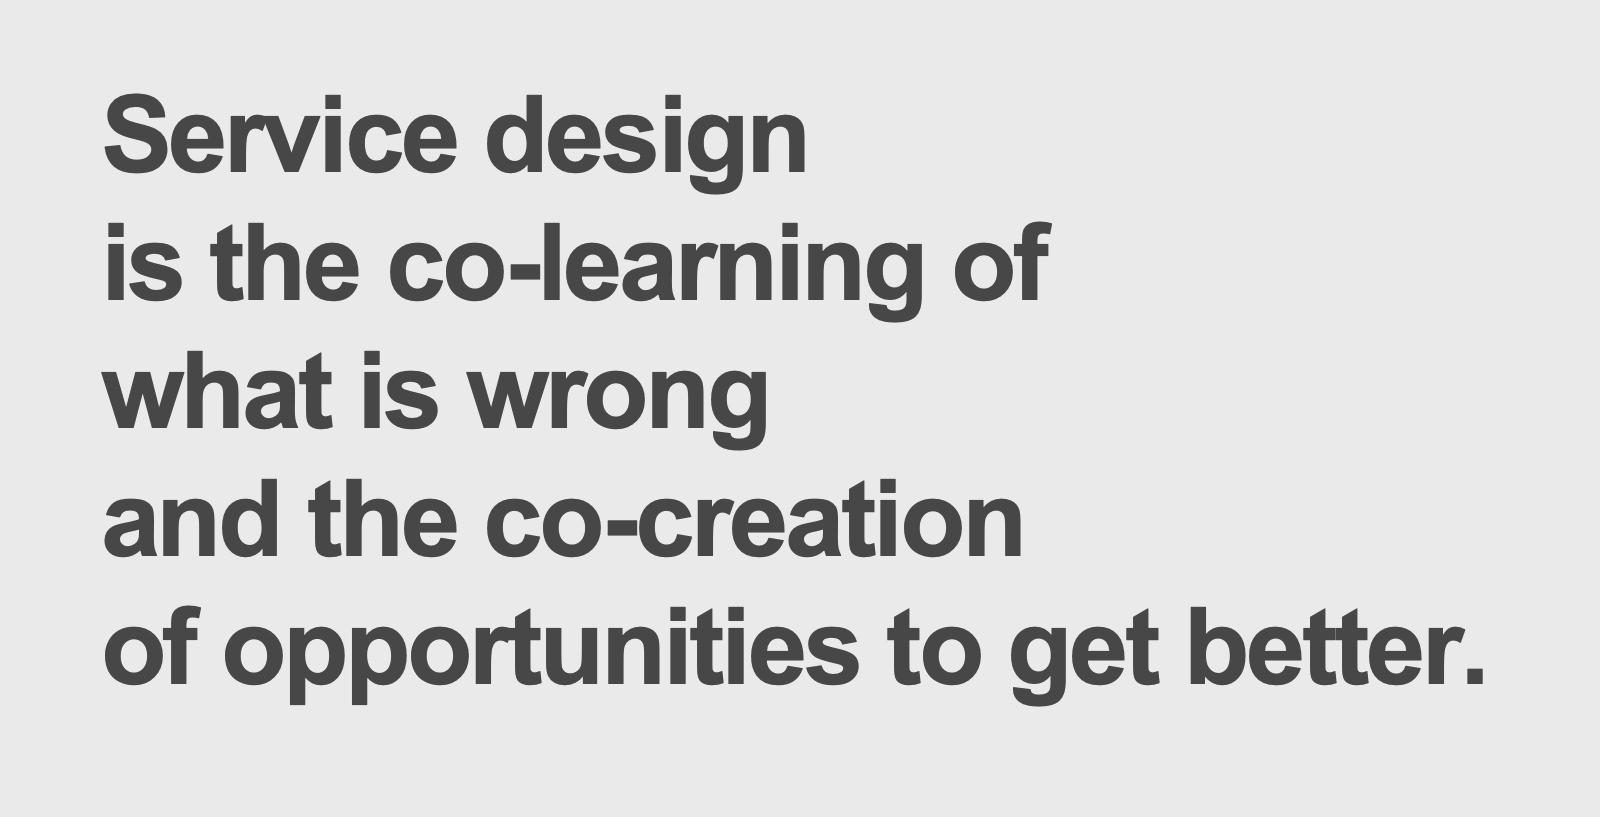 Service design
is the co-learning of
what is wrong
and the co-creation
of opportunities to get better.